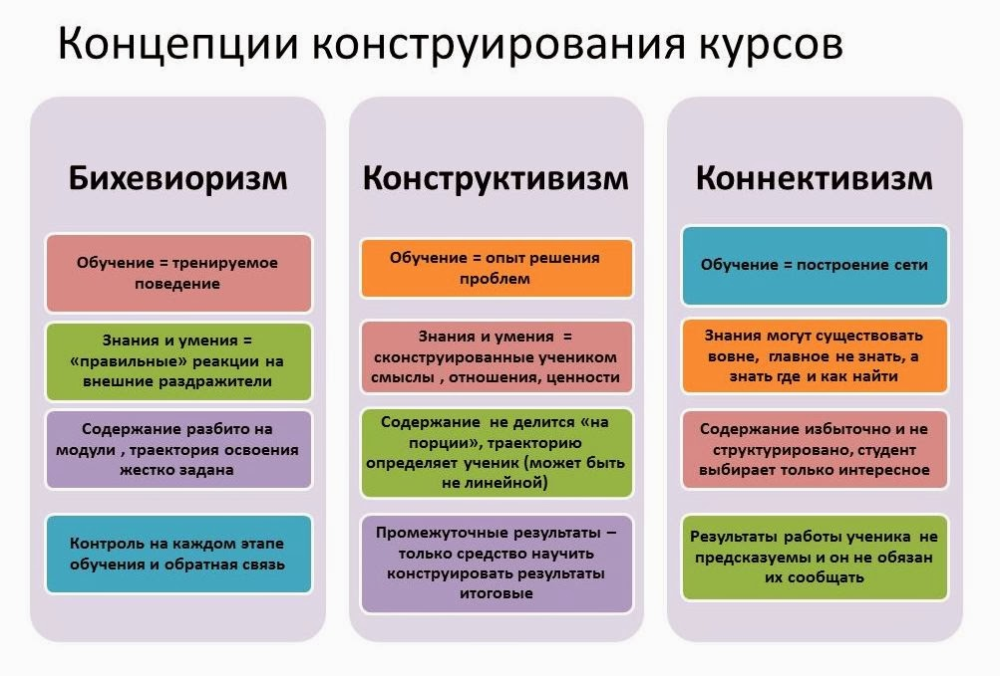 Концепции конструирования курсов
Бихевиоризм
Обучение = тренируемое
поведение
Знания и умения =
«правильные» реакции на
внешние раздражители
Содержание разбито на
модули , траектория освоения
жестко задана
Контроль на каждом этапе
обучения и обратная связь
Конструктивизм
Обучение = опыт решения
проблем
Знания и умения =
сконструированные учеником
смыслы , отношения, ценности
Содержание не делится «на
порции», траекторию
определяет ученик (может быть
не линейной)
Промежуточные результаты –
только средство научить
конструировать результаты
итоговые
Коннективизм
Обучение = построение сети
Знания могут существовать
вовне, главное не знать, а
знать где и как найти
Содержание избыточно и не
структурировано, студент
выбирает только интересное
Результаты работы ученика не
предсказуемы и он не обязан
их сообщать